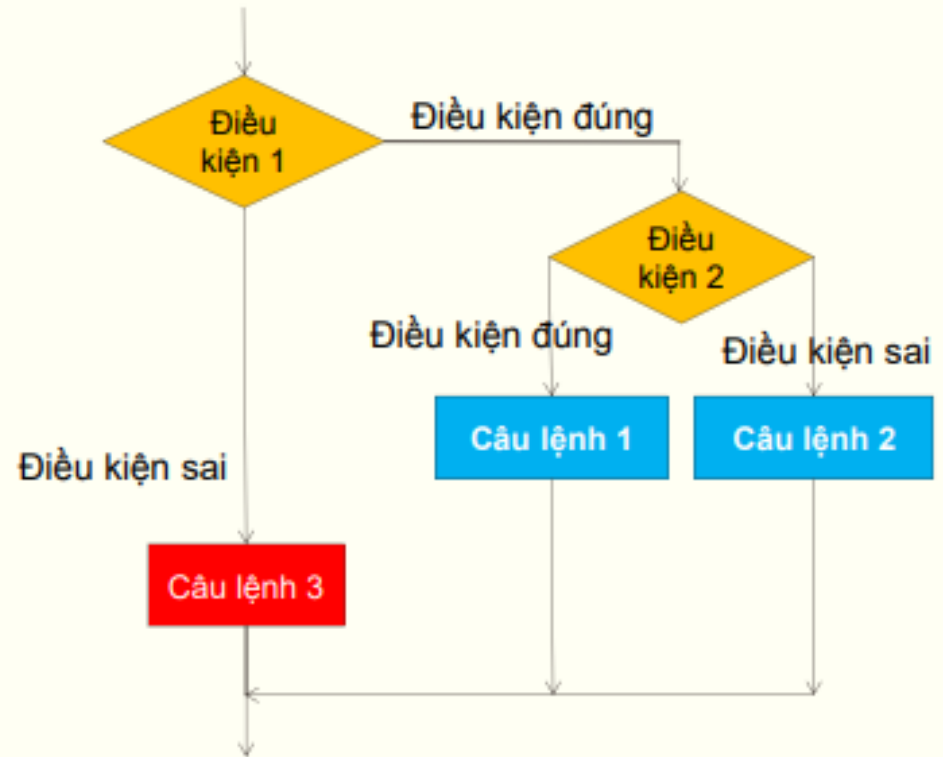 Điều
kiện 1
Điều kiện đúng
Điều
kiện 2
Điều kiện đúng
Điều kiện sai
Câu lệnh 1
Câu lệnh 2
Điều kiện sai
Câu lệnh 3